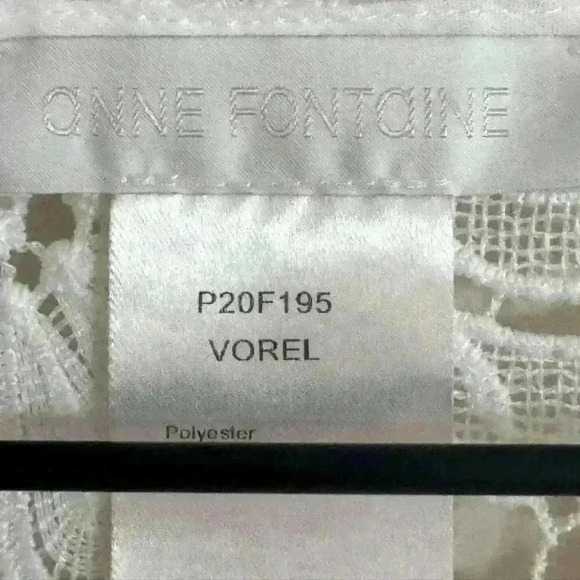 anne Fontaine
P20F195
VOREL
Polyester